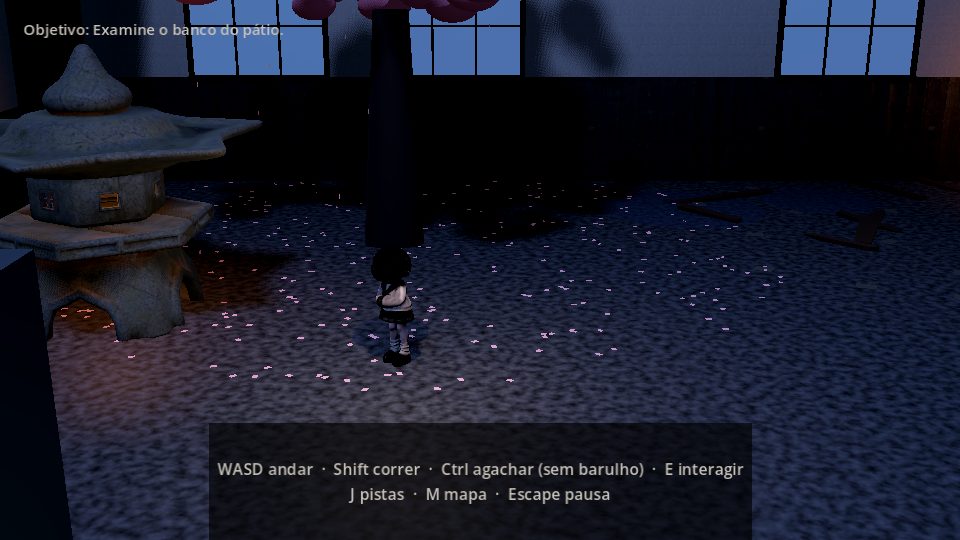 Objetivo: Examine o banco do pátio.
WASD andar · Shift correr · Ctrl agachar (sem barulho) · E interagir
J pistas · M mapa · Escape pausa